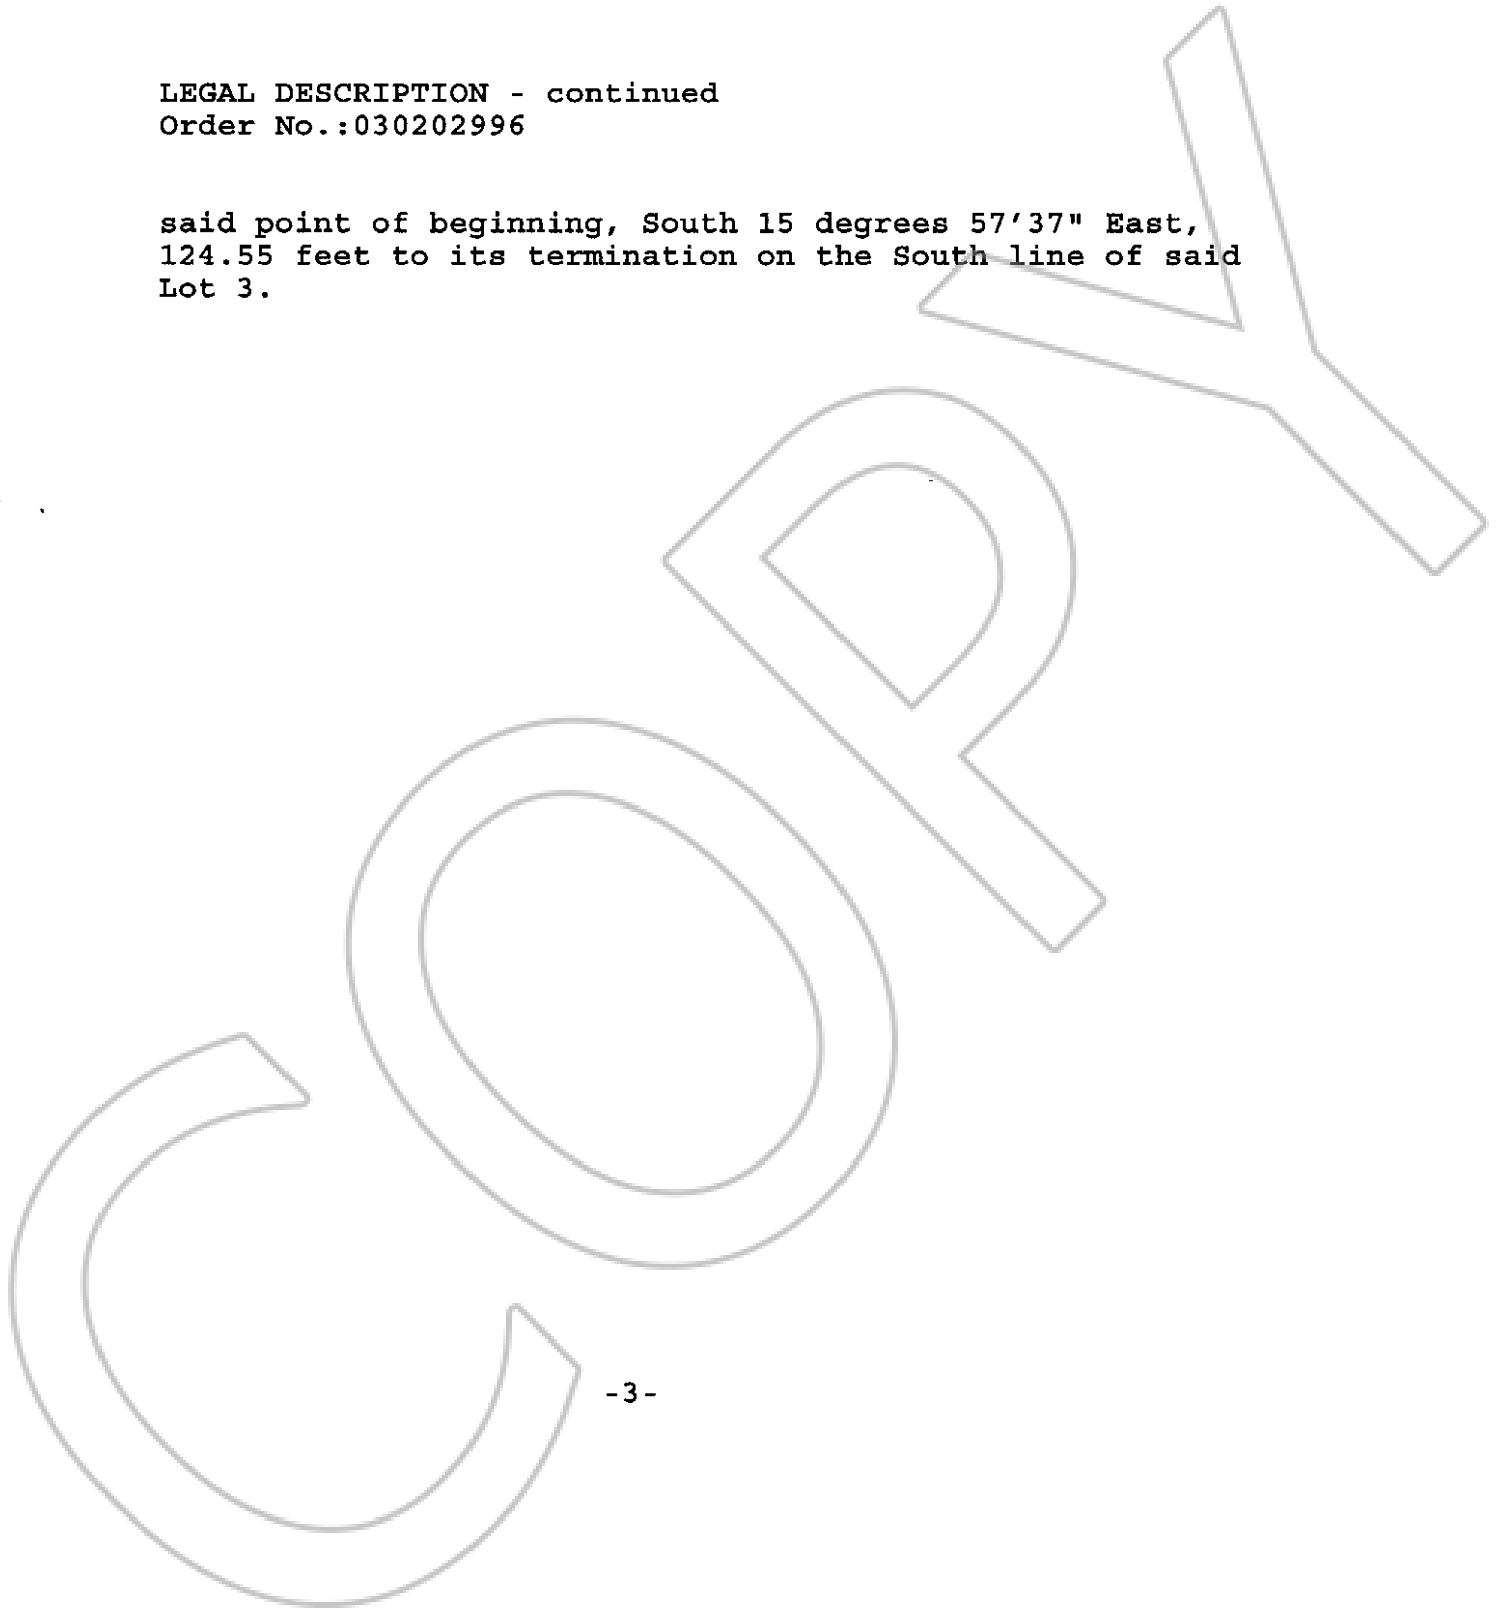 LEGAL DESCRIPTION - continued
Order No.:030202996
said point of beginning, South 15 degrees 57'37" East,
124.55 feet to its termination on the South line of said
Lot 3.
COPY
-3-